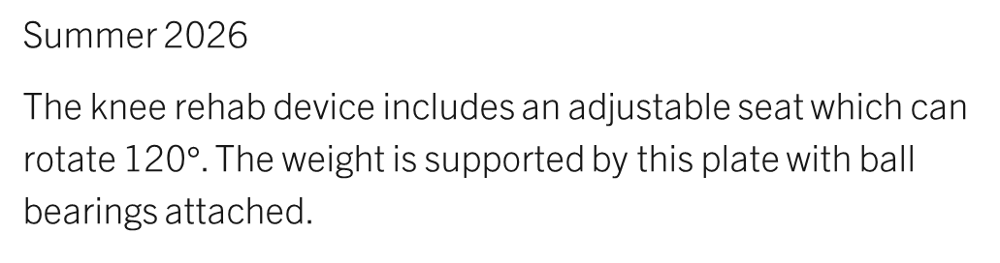 Summer 2026
The knee rehab device includes an adjustable seat which can
rotate 120°. The weight is supported by this plate with ball
bearings attached.